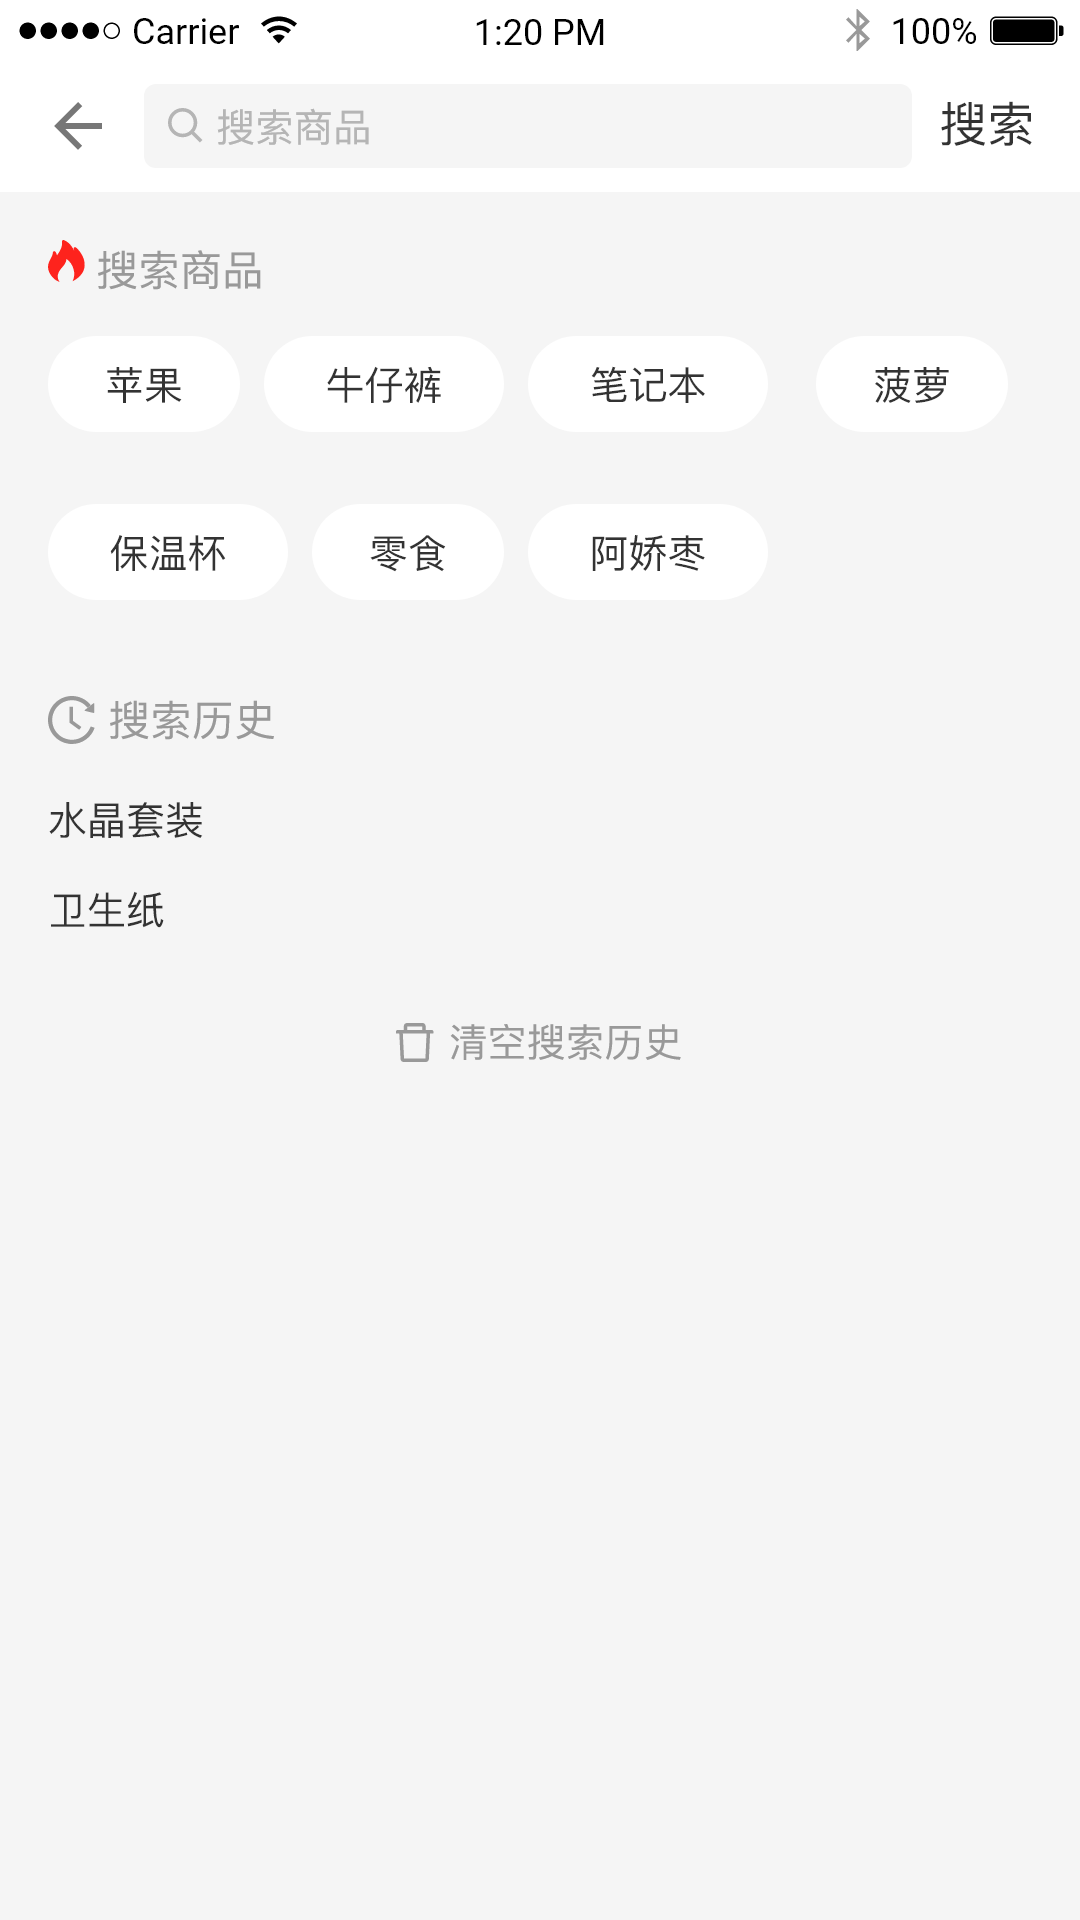 Carrier 1:20 PM 100%
搜索商品 搜索
搜索商品
苹果 牛仔裤 笔记本 菠萝
保温杯 零食 阿娇枣
搜索历史
水晶套装
卫生纸
清空搜索历史